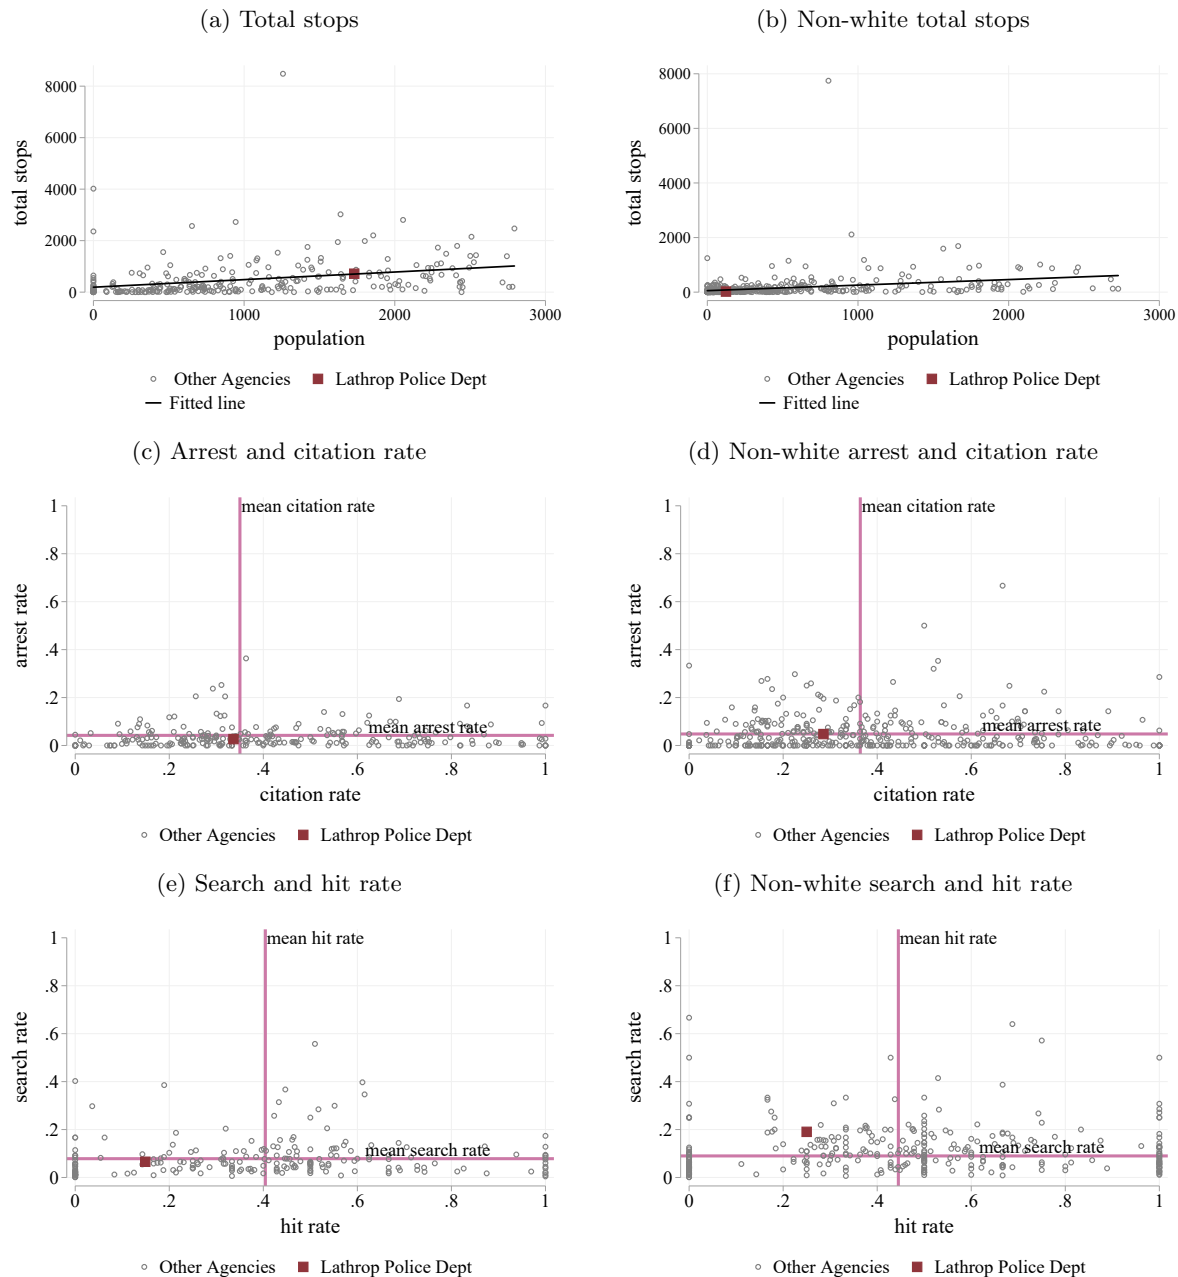 (a) Total stops
(b) Non-white total stops
total stops
8000
6000
4000
2000
0
0 1000 2000 3000
population
Other Agencies Lathrop Police Dept
Fitted line
total stops
8000
6000
4000
2000
0
0 1000 2000 3000
population
Other Agencies Lathrop Police Dept
Fitted line
(c) Arrest and citation rate
(d) Non-white arrest and citation rate
arrest rate
1
.8
.6
.4
.2
0
mean citation rate
mean arrest rate
0 .2 .4 .6 .8 1
citation rate
Other Agencies Lathrop Police Dept
arrest rate
1
.8
.6
.4
.2
0
mean citation rate
mean arrest rate
0 .2 .4 .6 .8 1
citation rate
Other Agencies Lathrop Police Dept
(e) Search and hit rate
(f) Non-white search and hit rate
search rate
1
.8
.6
.4
.2
0
mean hit rate
mean search rate
0 .2 .4 .6 .8 1
hit rate
Other Agencies Lathrop Police Dept
search rate
1
.8
.6
.4
.2
0
mean hit rate
mean search rate
0 .2 .4 .6 .8 1
hit rate
Other Agencies Lathrop Police Dept